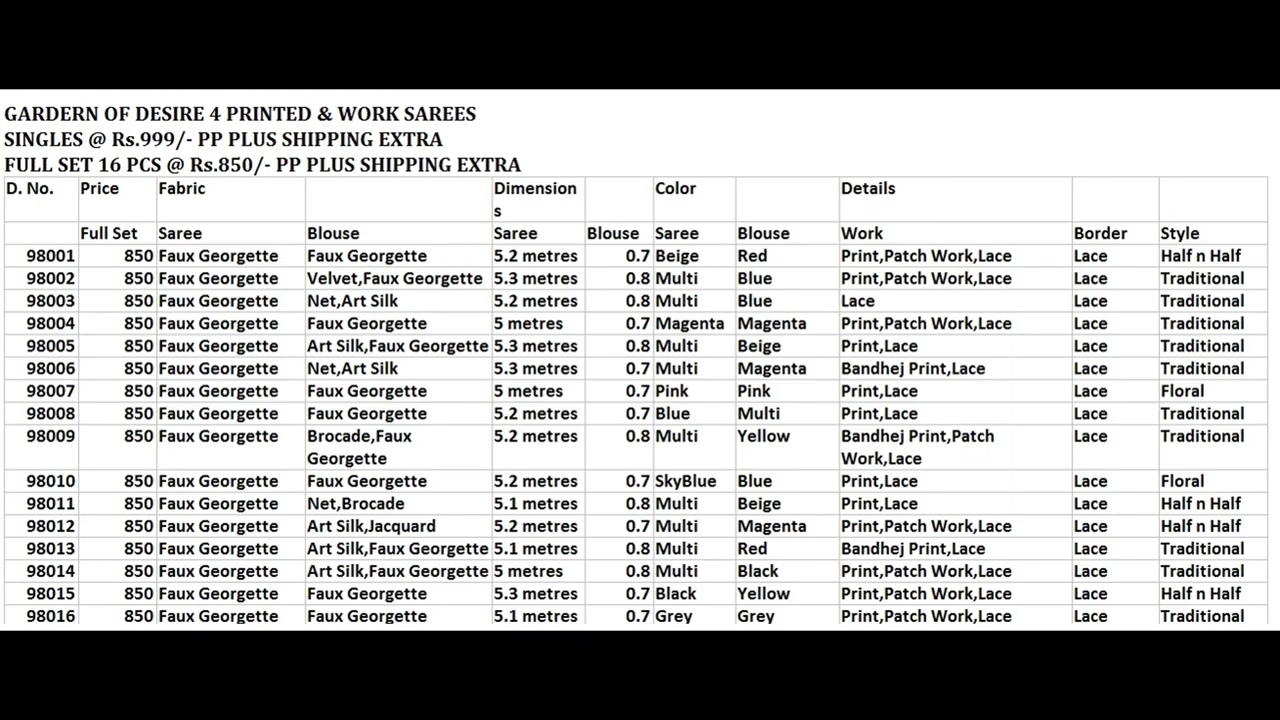 GARDERN OF DESIRE 4 PRINTED & WORK SAREES
SINGLES @ Rs.999/- PP PLUS SHIPPING EXTRA
FULL SET 16 PCS @ Rs.850/- PP PLUS SHIPPING EXTRA
D. No. Price Fabric Dimensions Color Details
Full Set Saree Blouse Saree Blouse Saree Blouse Work Border Style
98001 850 Faux Georgette Faux Georgette 5.2 metres 0.7 Beige Red Print,Patch Work,Lace Lace Half n Half
98002 850 Faux Georgette Velvet,Faux Georgette 5.3 metres 0.8 Multi Blue Print,Patch Work,Lace Lace Traditional
98003 850 Faux Georgette Net,Art Silk 5.2 metres 0.8 Multi Blue Lace Lace Traditional
98004 850 Faux Georgette Faux Georgette 5 metres 0.7 Magenta Magenta Print,Patch Work,Lace Lace Traditional
98005 850 Faux Georgette Art Silk,Faux Georgette 5.3 metres 0.8 Multi Beige Print,Lace Lace Traditional
98006 850 Faux Georgette Net,Art Silk 5.3 metres 0.7 Multi Magenta Bandhej Print,Lace Lace Traditional
98007 850 Faux Georgette Faux Georgette 5 metres 0.7 Pink Pink Print,Lace Lace Floral
98008 850 Faux Georgette Faux Georgette 5.2 metres 0.7 Blue Multi Print,Lace Lace Traditional
98009 850 Faux Georgette Brocade,Faux Georgette 5.2 metres 0.8 Multi Yellow Bandhej Print,Patch Work,Lace Lace Traditional
98010 850 Faux Georgette Faux Georgette 5.2 metres 0.7 SkyBlue Blue Print,Lace Lace Floral
98011 850 Faux Georgette Net,Brocade 5.1 metres 0.8 Multi Beige Print,Lace Lace Half n Half
98012 850 Faux Georgette Art Silk,Jacquard 5.2 metres 0.7 Multi Magenta Print,Patch Work,Lace Lace Half n Half
98013 850 Faux Georgette Art Silk,Faux Georgette 5.1 metres 0.8 Multi Red Bandhej Print,Lace Lace Traditional
98014 850 Faux Georgette Art Silk,Faux Georgette 5 metres 0.8 Multi Black Print,Patch Work,Lace Lace Traditional
98015 850 Faux Georgette Faux Georgette 5.3 metres 0.7 Black Yellow Print,Patch Work,Lace Lace Half n Half
98016 850 Faux Georgette Faux Georgette 5.1 metres 0.7 Grey Grey Print,Patch Work,Lace Lace Traditional